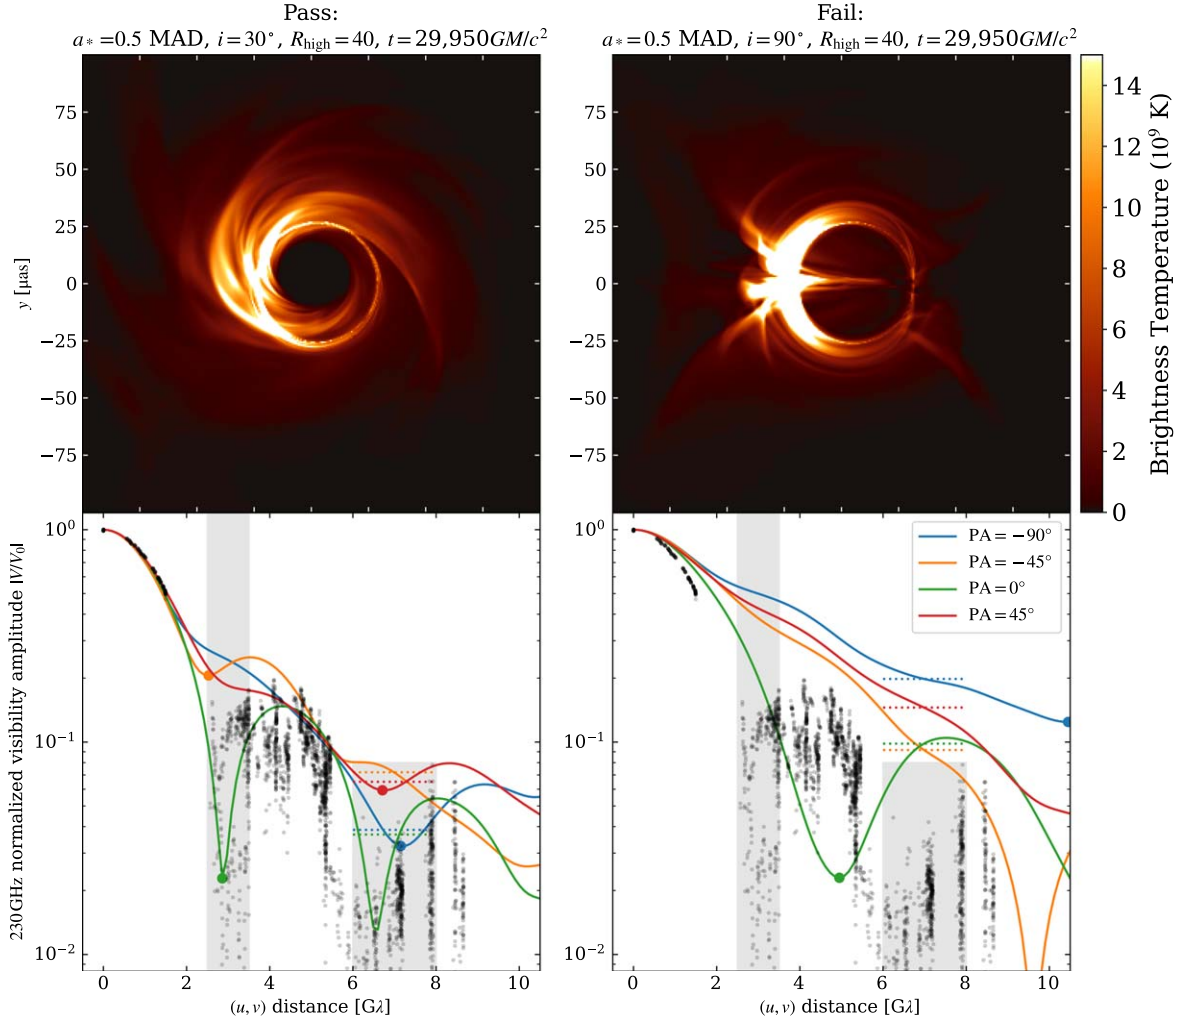 Pass:
a* =0.5 MAD, i=30°, Rhigh=40, t=29,950GM/c²
Fail:
a* =0.5 MAD, i=90°, Rhigh=40, t=29,950GM/c²
y [μas]
75
50
25
0
−25
−50
−75
75
50
25
0
−25
−50
−75
14
12
10
8
6
4
2
0
Brightness Temperature (10⁹ K)
230GHz normalized visibility amplitude |V/V₀|
10⁰
10⁻¹
10⁻²
0 2 4 6 8 10
(u, v) distance [Gλ]
10⁰
10⁻¹
10⁻²
PA = −90°
PA = −45°
PA = 0°
PA = 45°
0 2 4 6 8 10
(u, v) distance [Gλ]